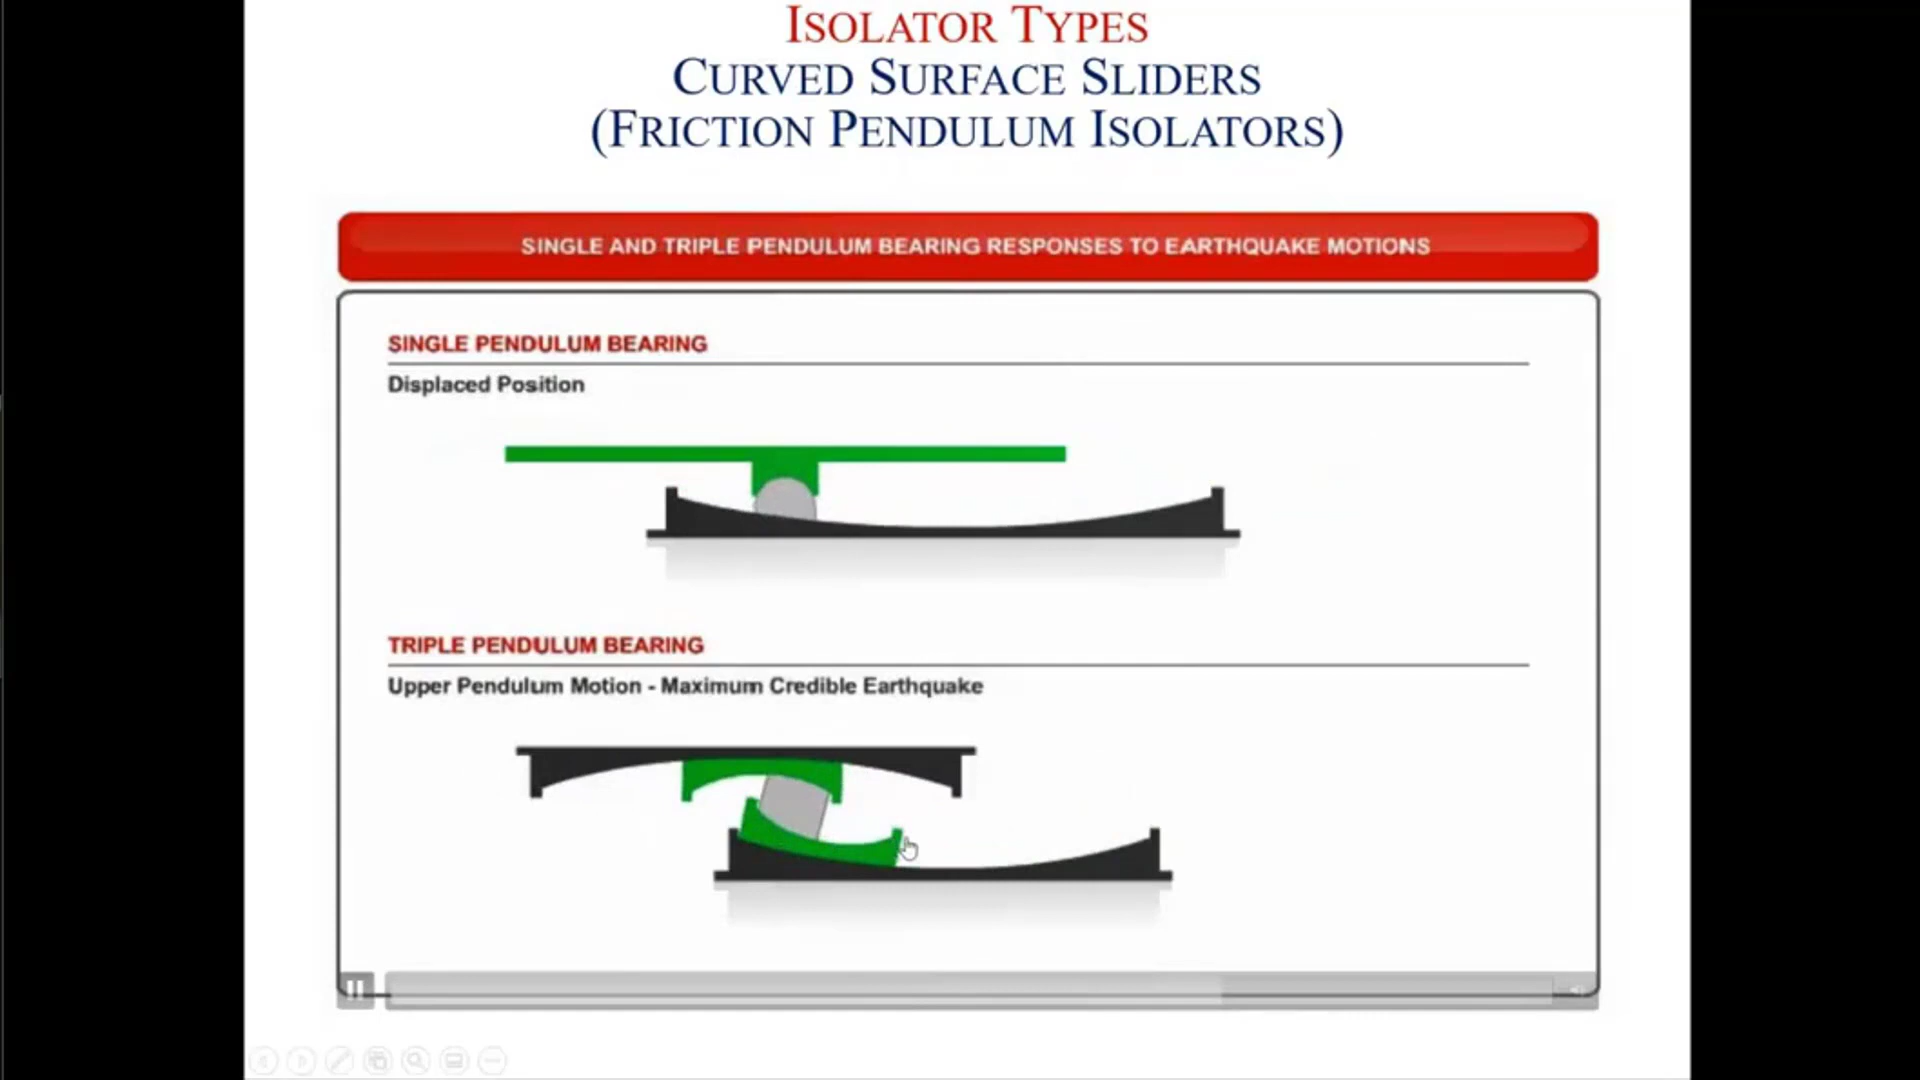 ISOLATOR TYPES
CURVED SURFACE SLIDERS
(FRICTION PENDULUM ISOLATORS)
SINGLE AND TRIPLE PENDULUM BEARING RESPONSES TO EARTHQUAKE MOTIONS
SINGLE PENDULUM BEARING
Displaced Position
TRIPLE PENDULUM BEARING
Upper Pendulum Motion - Maximum Credible Earthquake